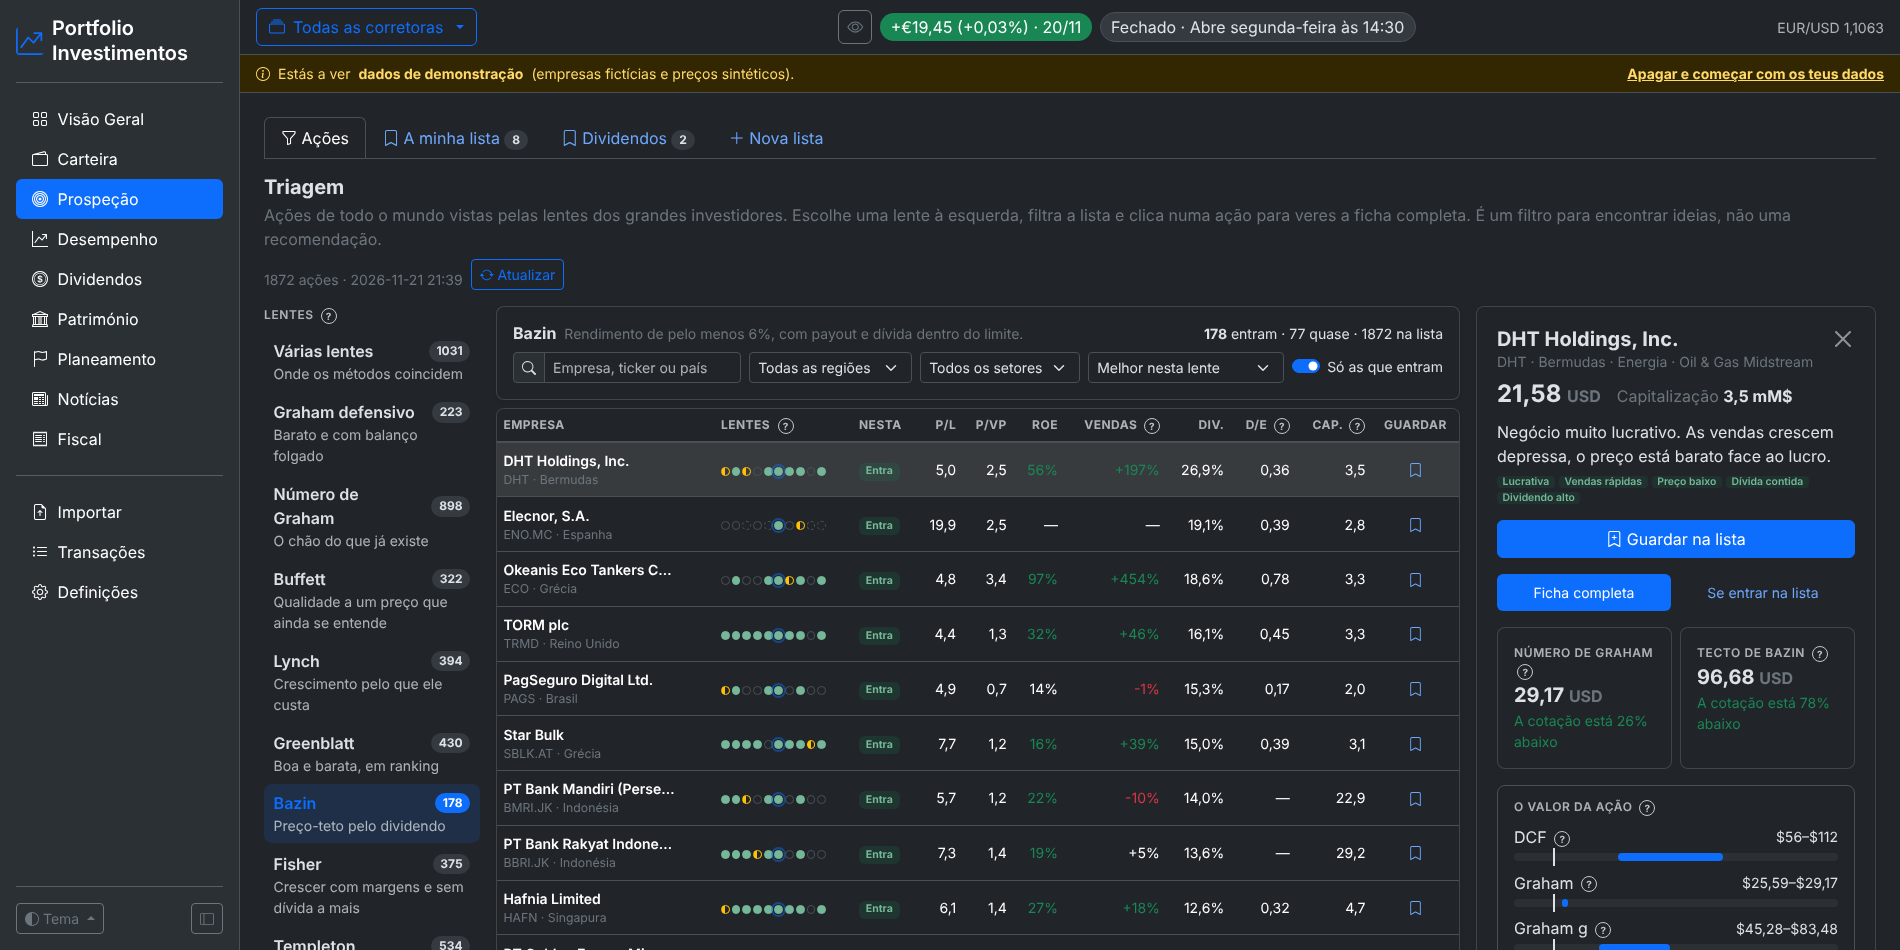 Portfolio
Investimentos
Visão Geral
Carteira
Prospeção
Desempenho
Dividendos
Património
Planeamento
Notícias
Fiscal
Importar
Transações
Definições
Tema
Todas as corretoras
+€19,45 (+0,03%) · 20/11
Fechado · Abre segunda-feira às 14:30
EUR/USD 1,1063
Estás a ver dados de demonstração (empresas fictícias e preços sintéticos).
Apagar e começar com os teus dados
Ações
A minha lista 8
Dividendos 2
+ Nova lista
Triagem
Ações de todo o mundo vistas pelas lentes dos grandes investidores. Escolhe uma lente à esquerda, filtra a lista e clica numa ação para veres a ficha completa. É um filtro para encontrar ideias, não uma
recomendação.
1872 ações · 2026-11-21 21:39
Atualizar
LENTES ?
Várias lentes 1031
Onde os métodos coincidem
Graham defensivo 223
Barato e com balanço
folgado
Número de
Graham 898
O chão do que já existe
Buffett 322
Qualidade a um preço que
ainda se entende
Lynch 394
Crescimento pelo que ele
custa
Greenblatt 430
Boa e barata, em ranking
Bazin 178
Preço-teto pelo dividendo
Fisher 375
Crescer com margens e sem
dívida a mais
Templeton 534
Bazin Rendimento de pelo menos 6%, com payout e dívida dentro do limite.
178 entram · 77 quase · 1872 na lista
Empresa, ticker ou país
Todas as regiões
Todos os setores
Melhor nesta lente
Só as que entram
EMPRESA LENTES ? NESTA P/L P/VP ROE VENDAS ? DIV. D/E ? CAP. ? GUARDAR
DHT Holdings, Inc. Entra 5,0 2,5 56% +197% 26,9% 0,36 3,5
DHT · Bermudas
Elecnor, S.A. Entra 19,9 2,5 — — 19,1% 0,39 2,8
ENO.MC · Espanha
Okeanis Eco Tankers C... Entra 4,8 3,4 97% +454% 18,6% 0,78 3,3
ECO · Grécia
TORM plc Entra 4,4 1,3 32% +46% 16,1% 0,45 3,3
TRMD · Reino Unido
PagSeguro Digital Ltd. Entra 4,9 0,7 14% -1% 15,3% 0,17 2,0
PAGS · Brasil
Star Bulk Entra 7,7 1,2 16% +39% 15,0% 0,39 3,1
SBLK.AT · Grécia
PT Bank Mandiri (Perse... Entra 5,7 1,2 22% -10% 14,0% — 22,9
BMRI.JK · Indonésia
PT Bank Rakyat Indone... Entra 7,3 1,4 19% +5% 13,6% — 29,2
BBRI.JK · Indonésia
Hafnia Limited Entra 6,1 1,4 27% +18% 12,6% 0,32 4,7
HAFN · Singapura
DHT Holdings, Inc.
DHT · Bermudas · Energia · Oil & Gas Midstream
21,58 USD Capitalização 3,5 mM$
Negócio muito lucrativo. As vendas crescem
depressa, o preço está barato face ao lucro.
Lucrativa Vendas rápidas Preço baixo Dívida contida
Dividendo alto
Guardar na lista
Ficha completa
Se entrar na lista
NÚMERO DE GRAHAM
?
29,17 USD
A cotação está 26%
abaixo
TECTO DE BAZIN ?
96,68 USD
A cotação está 78%
abaixo
O VALOR DA AÇÃO ?
DCF ? $56–$112
Graham ? $25,59–$29,17
Graham g ? $45,28–$83,48